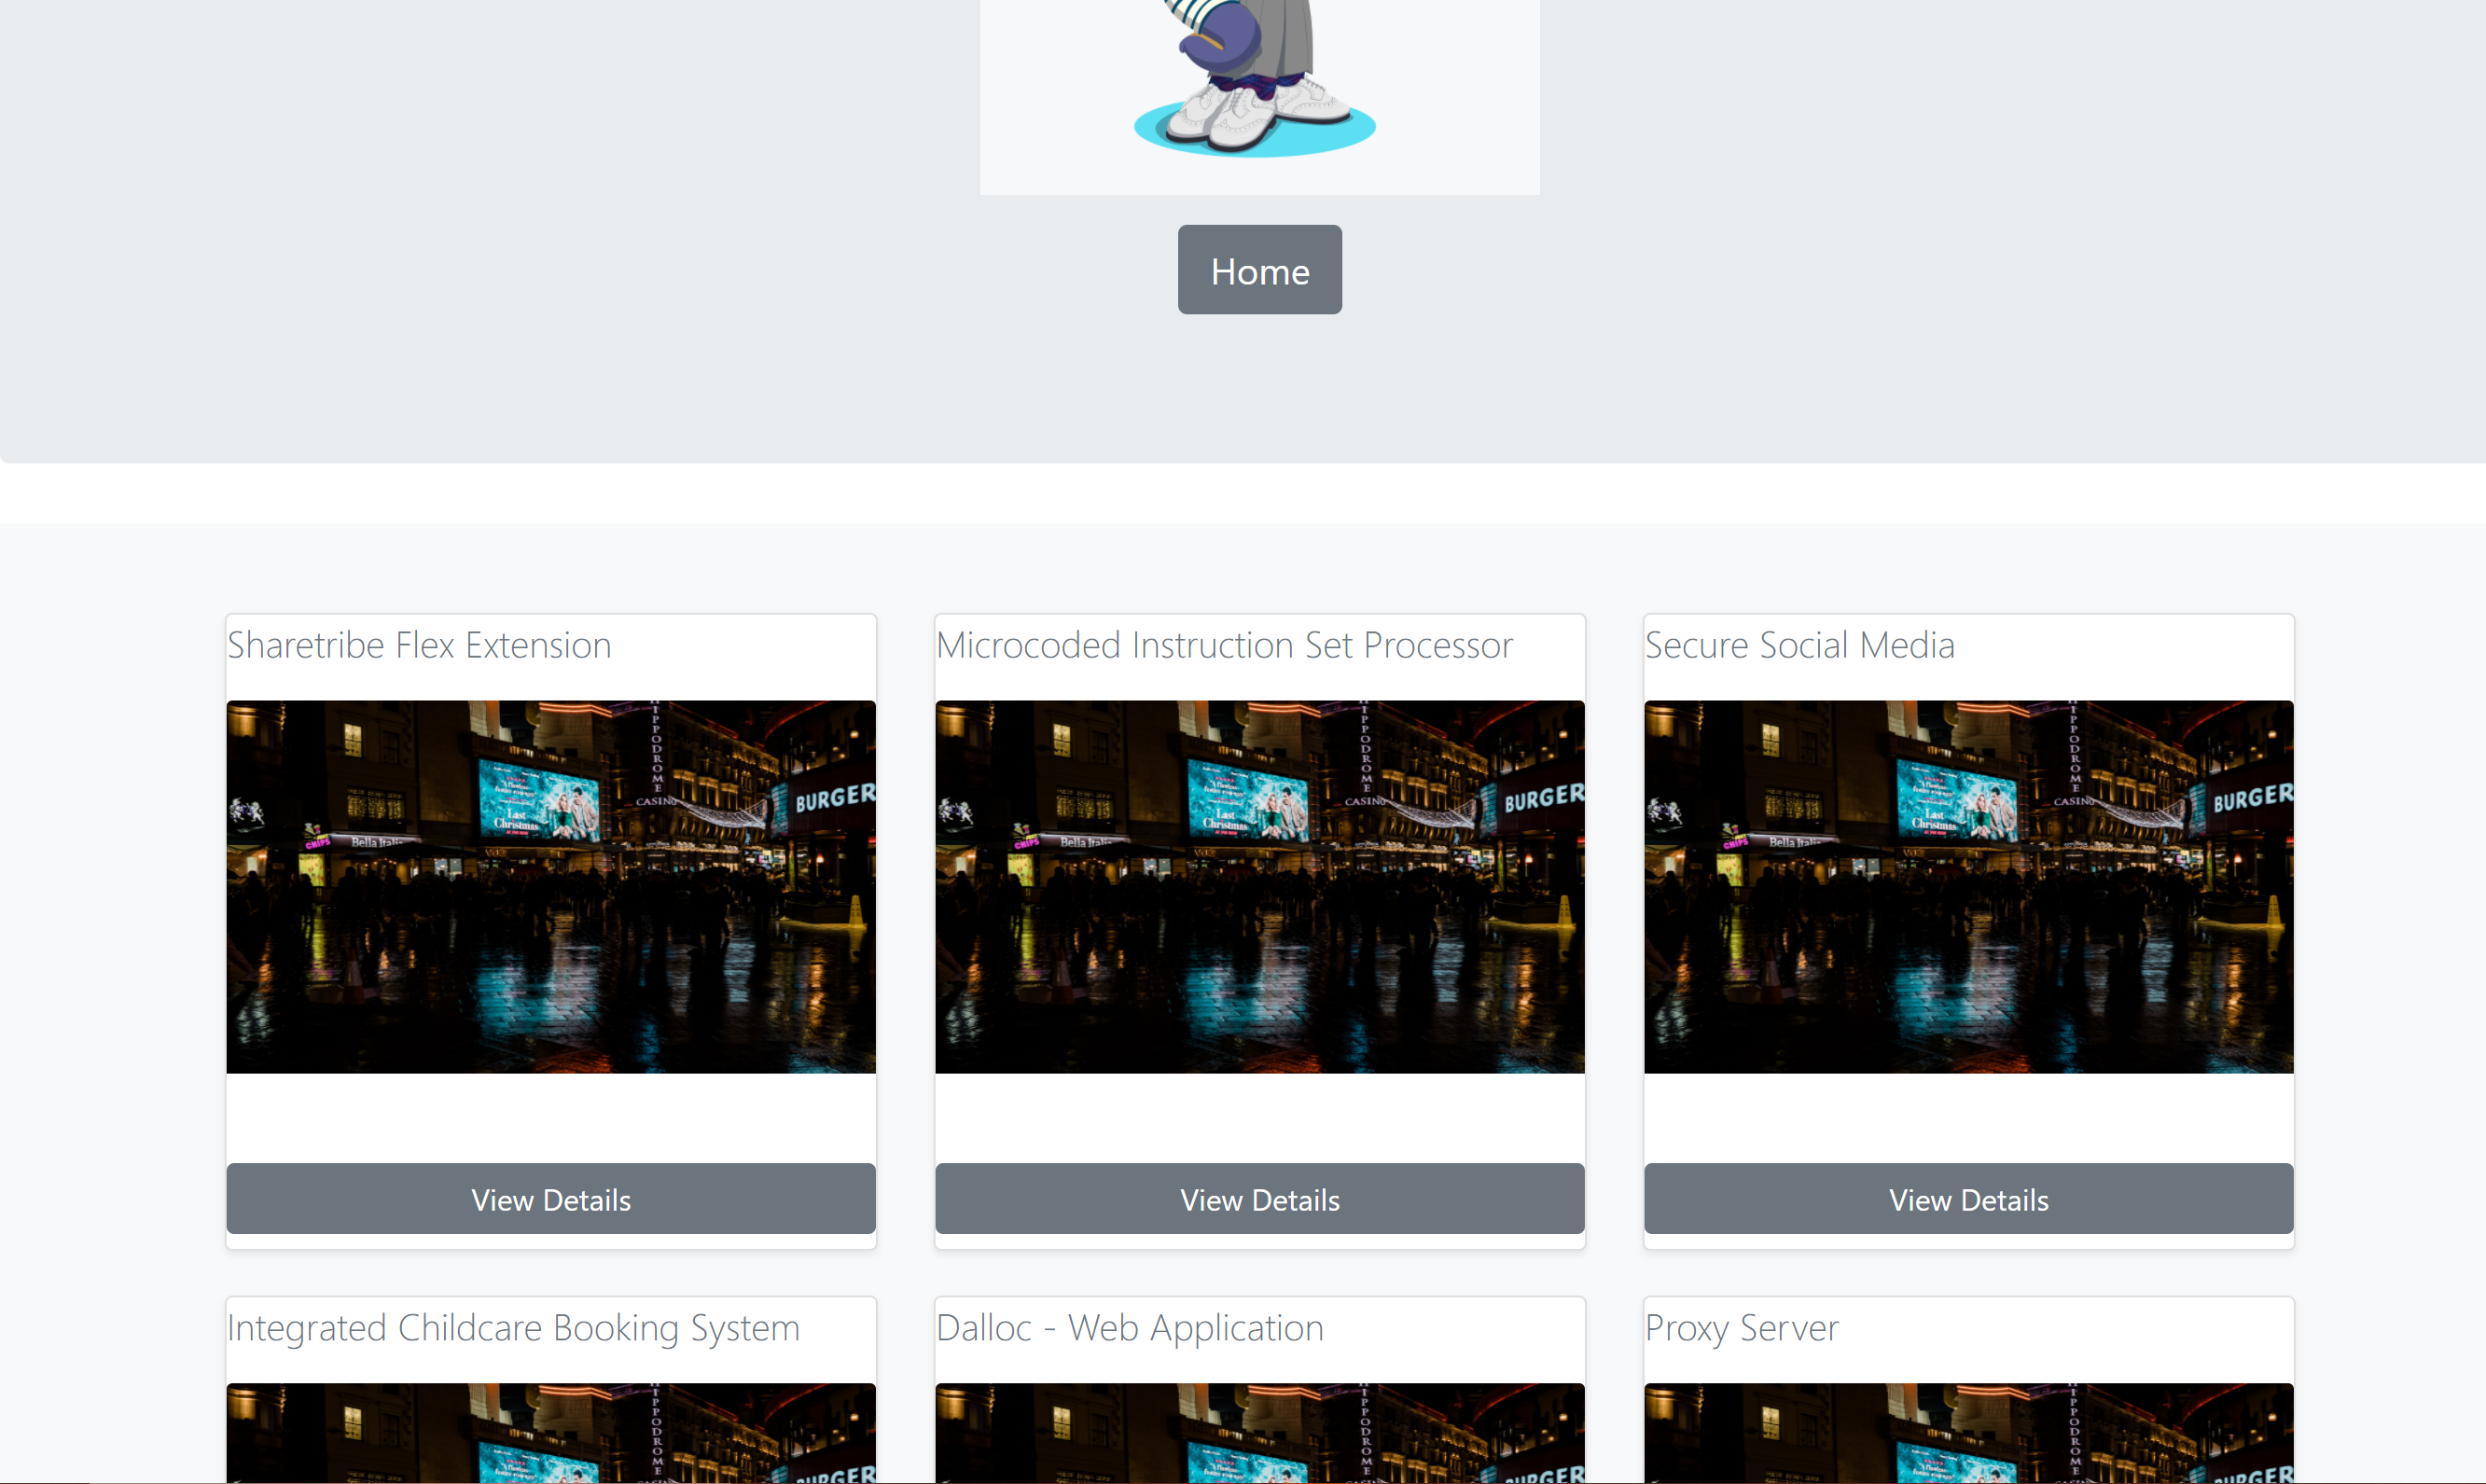 Home
Sharetribe Flex Extension
Microcoded Instruction Set Processor
Secure Social Media
HIPPODROME
CASINO
BURGER
Last
Christmas
CHIPS
Bella Italia
HIPPODROME
CASINO
BURGER
Last
Christmas
CHIPS
Bella Italia
HIPPODROME
CASINO
BURGER
Last
Christmas
CHIPS
Bella Italia
View Details
View Details
View Details
Integrated Childcare Booking System
Dalloc - Web Application
Proxy Server
HIPPODROME
BURGER
HIPPODROME
BURGER
HIPPODROME
BURGER